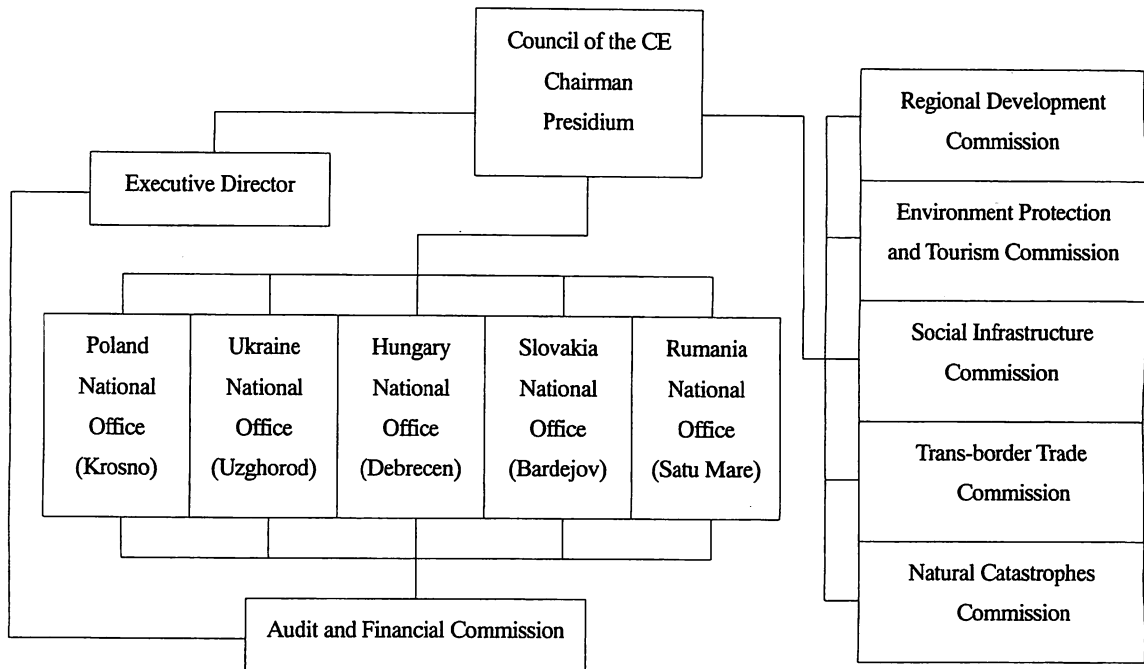 Council of the CE
Chairman
Presidium
Executive Director
Regional Development
Commission
Environment Protection
and Tourism Commission
Social Infrastructure
Commission
Trans-border Trade
Commission
Natural Catastrophes
Commission
Poland
National
Office
(Krosno)
Ukraine
National
Office
(Uzghorod)
Hungary
National
Office
(Debrecen)
Slovakia
National
Office
(Bardejov)
Rumania
National
Office
(Satu Mare)
Audit and Financial Commission